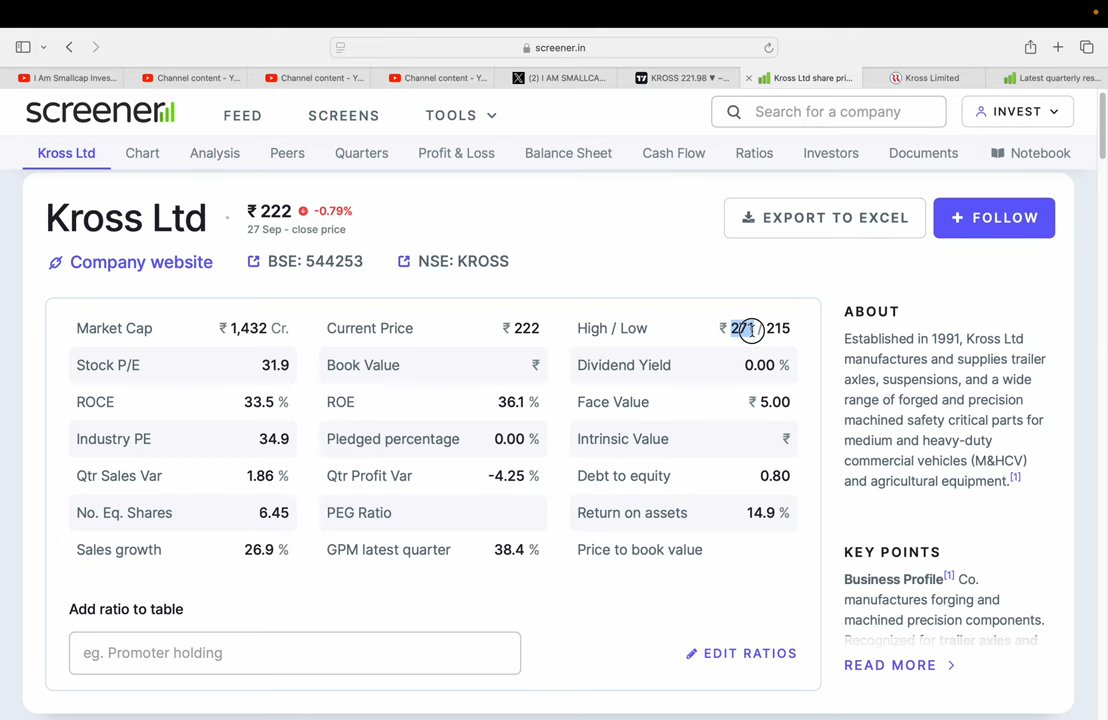 screener.in
I Am Smallcap Inves...
Channel content - Y...
Channel content - Y...
Channel content - Y...
(2) I AM SMALLCA...
KROSS 221.98 ▼ –...
Kross Ltd share pri...
Kross Limited
Latest quarterly res...
screener
FEED
SCREENS
TOOLS
Search for a company
INVEST
Kross Ltd
Chart
Analysis
Peers
Quarters
Profit & Loss
Balance Sheet
Cash Flow
Ratios
Investors
Documents
Notebook
Kross Ltd
₹ 222 -0.79%
27 Sep - close price
EXPORT TO EXCEL
+ FOLLOW
Company website
BSE: 544253
NSE: KROSS
Market Cap ₹ 1,432 Cr.
Current Price ₹ 222
High / Low ₹ / 215
Stock P/E 31.9
Book Value ₹
Dividend Yield 0.00 %
ROCE 33.5 %
ROE 36.1 %
Face Value ₹ 5.00
Industry PE 34.9
Pledged percentage 0.00 %
Intrinsic Value ₹
Qtr Sales Var 1.86 %
Qtr Profit Var -4.25 %
Debt to equity 0.80
No. Eq. Shares 6.45
PEG Ratio
Return on assets 14.9 %
Sales growth 26.9 %
GPM latest quarter 38.4 %
Price to book value
Add ratio to table
eg. Promoter holding
EDIT RATIOS
ABOUT
Established in 1991, Kross Ltd
manufactures and supplies trailer
axles, suspensions, and a wide
range of forged and precision
machined safety critical parts for
medium and heavy-duty
commercial vehicles (M&HCV)
and agricultural equipment.[1]
KEY POINTS
Business Profile[1] Co.
manufactures forging and
machined precision components.
Recognized for trailer axles and
READ MORE